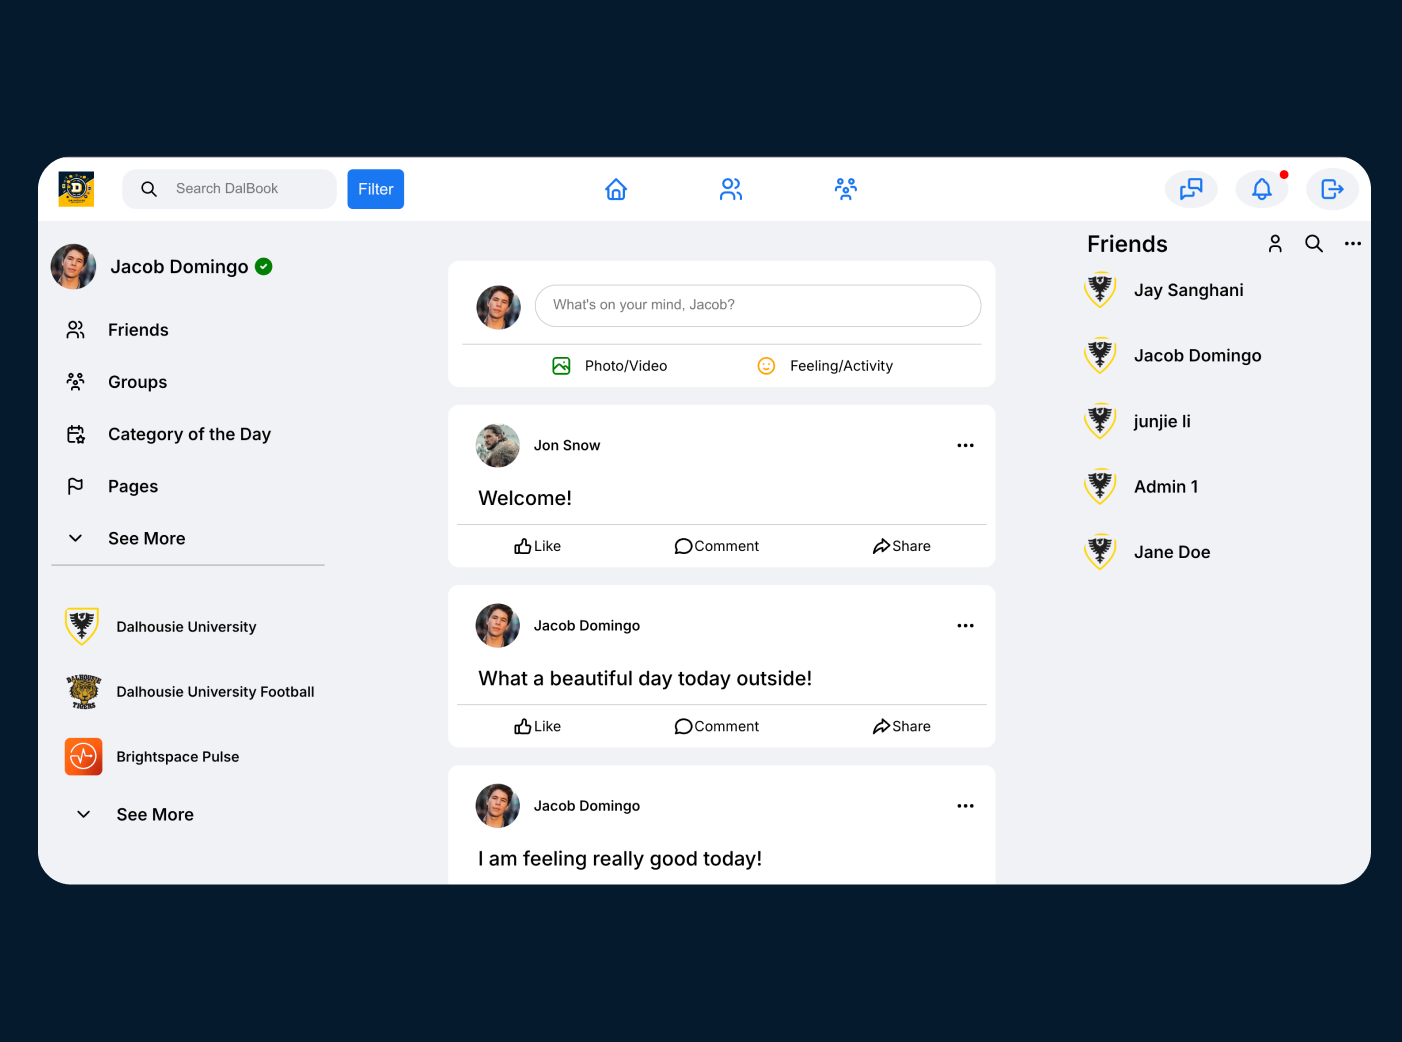 Search DalBook
Filter
Jacob Domingo
Friends
Groups
Category of the Day
Pages
See More
Dalhousie University
DALHOUSIE
TIGERS
Dalhousie University Football
Brightspace Pulse
See More
What's on your mind, Jacob?
Photo/Video
Feeling/Activity
Jon Snow
Welcome!
Like
Comment
Share
Jacob Domingo
What a beautiful day today outside!
Like
Comment
Share
Jacob Domingo
I am feeling really good today!
Friends
Jay Sanghani
Jacob Domingo
junjie li
Admin 1
Jane Doe